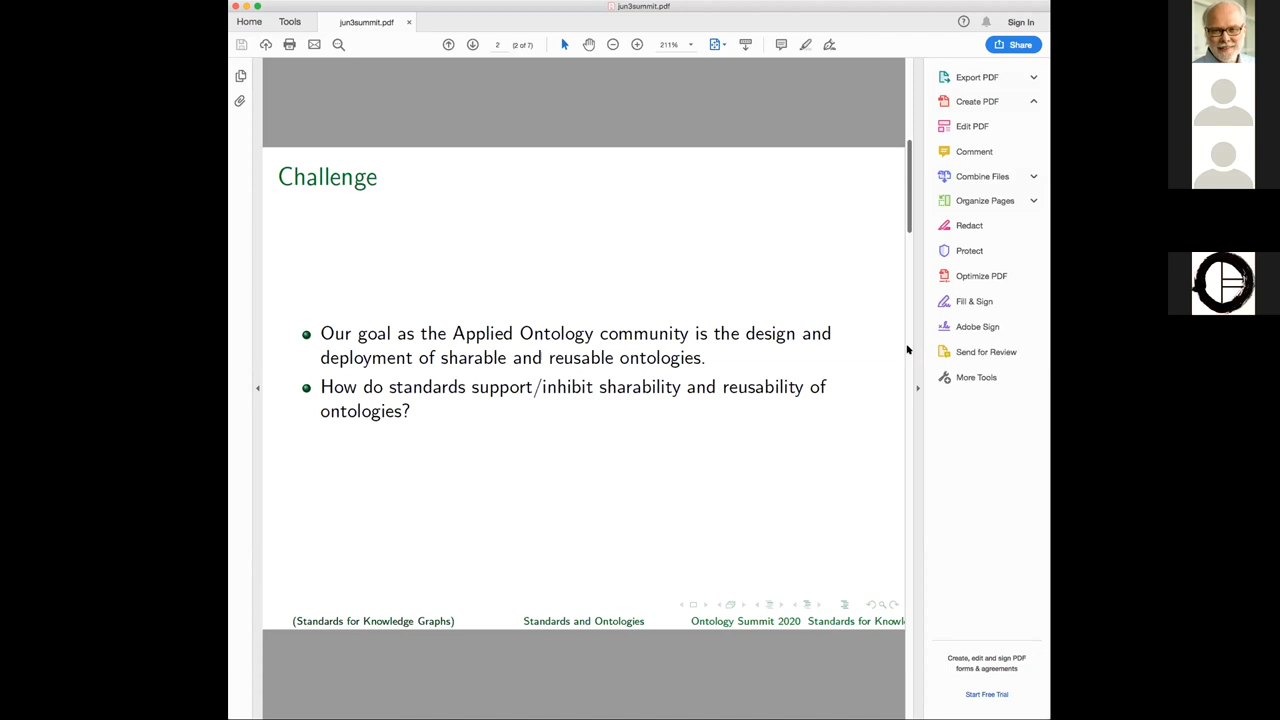 jun3summit.pdf
Home
Tools
jun3summit.pdf
×
Sign In
2
(2 of 7)
211%
Share
Challenge
Our goal as the Applied Ontology community is the design and
deployment of sharable and reusable ontologies.
How do standards support/inhibit sharability and reusability of
ontologies?
(Standards for Knowledge Graphs)
Standards and Ontologies
Ontology Summit 2020 Standards for Knowl
Export PDF
Create PDF
Edit PDF
Comment
Combine Files
Organize Pages
Redact
Protect
Optimize PDF
Fill & Sign
Adobe Sign
Send for Review
More Tools
Create, edit and sign PDF
forms & agreements
Start Free Trial